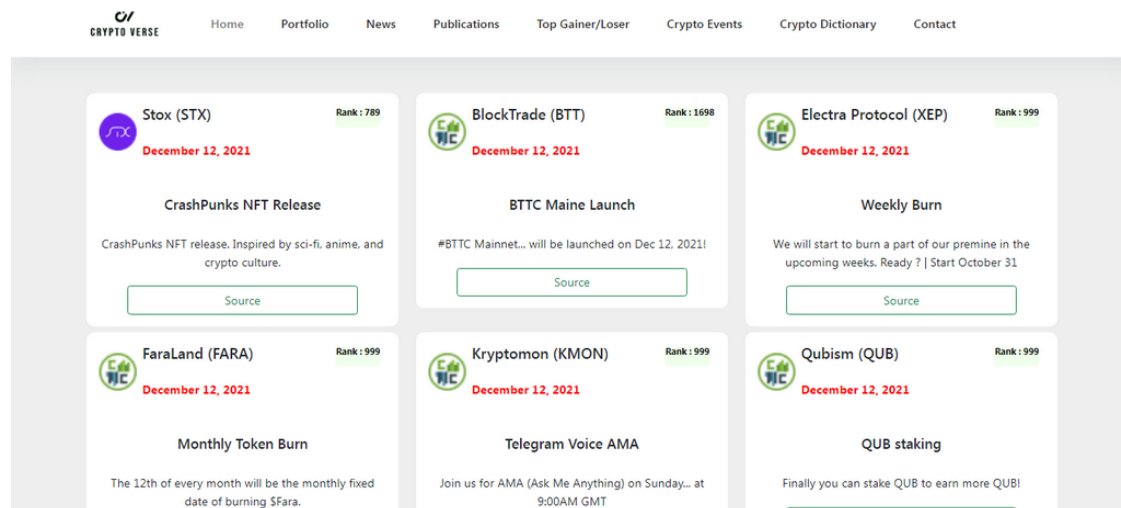 CRYPTO VERSE
Home Portfolio News Publications Top Gainer/Loser Crypto Events Crypto Dictionary Contact
Stox (STX)
Rank : 789
December 12, 2021
CrashPunks NFT Release
CrashPunks NFT release. Inspired by sci-fi, anime, and
crypto culture.
Source
BlockTrade (BTT)
Rank : 1698
December 12, 2021
BTTC Maine Launch
#BTTC Mainnet... will be launched on Dec 12, 2021!
Source
Electra Protocol (XEP)
Rank : 999
December 12, 2021
Weekly Burn
We will start to burn a part of our premine in the
upcoming weeks. Ready ? | Start October 31
Source
FaraLand (FARA)
Rank : 999
December 12, 2021
Monthly Token Burn
The 12th of every month will be the monthly fixed
date of burning $Fara.
Kryptomon (KMON)
Rank : 999
December 12, 2021
Telegram Voice AMA
Join us for AMA (Ask Me Anything) on Sunday... at
9:00AM GMT
Qubism (QUB)
Rank : 999
December 12, 2021
QUB staking
Finally you can stake QUB to earn more QUB!